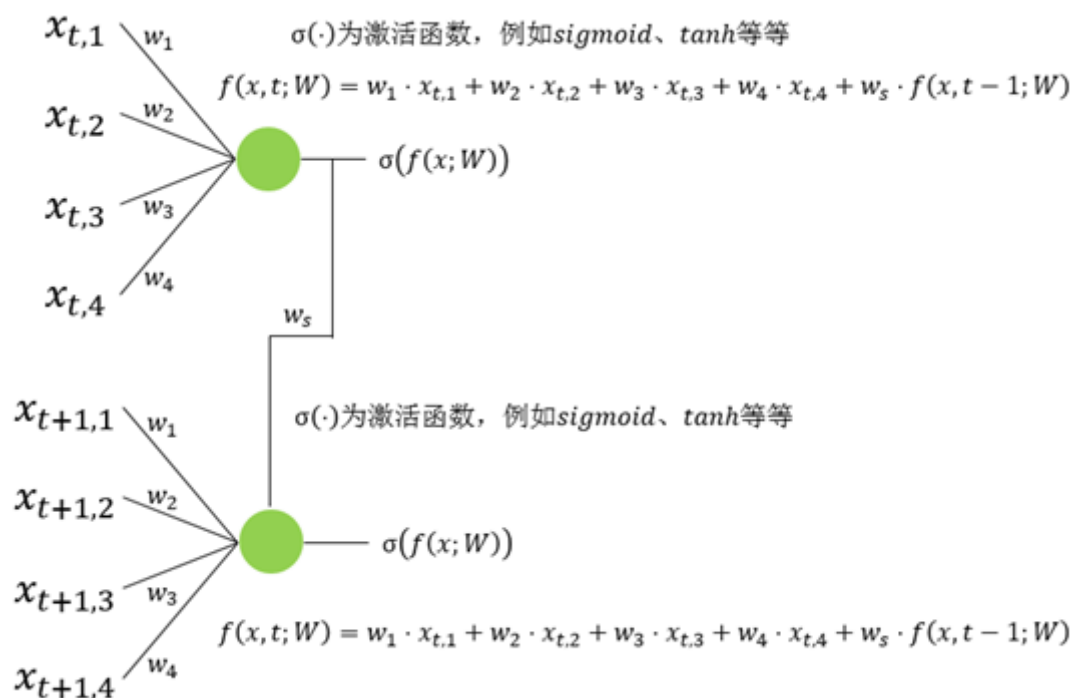 x_{t,1}
w_1
σ(·)为激活函数，例如sigmoid、tanh等等
f(x, t; W) = w_1 · x_{t,1} + w_2 · x_{t,2} + w_3 · x_{t,3} + w_4 · x_{t,4} + w_s · f(x, t − 1; W)
x_{t,2}
w_2
σ(f(x; W))
x_{t,3}
w_3
x_{t,4}
w_4
w_s
x_{t+1,1}
w_1
σ(·)为激活函数，例如sigmoid、tanh等等
x_{t+1,2}
w_2
σ(f(x; W))
x_{t+1,3}
w_3
f(x, t; W) = w_1 · x_{t,1} + w_2 · x_{t,2} + w_3 · x_{t,3} + w_4 · x_{t,4} + w_s · f(x, t − 1; W)
x_{t+1,4}
w_4